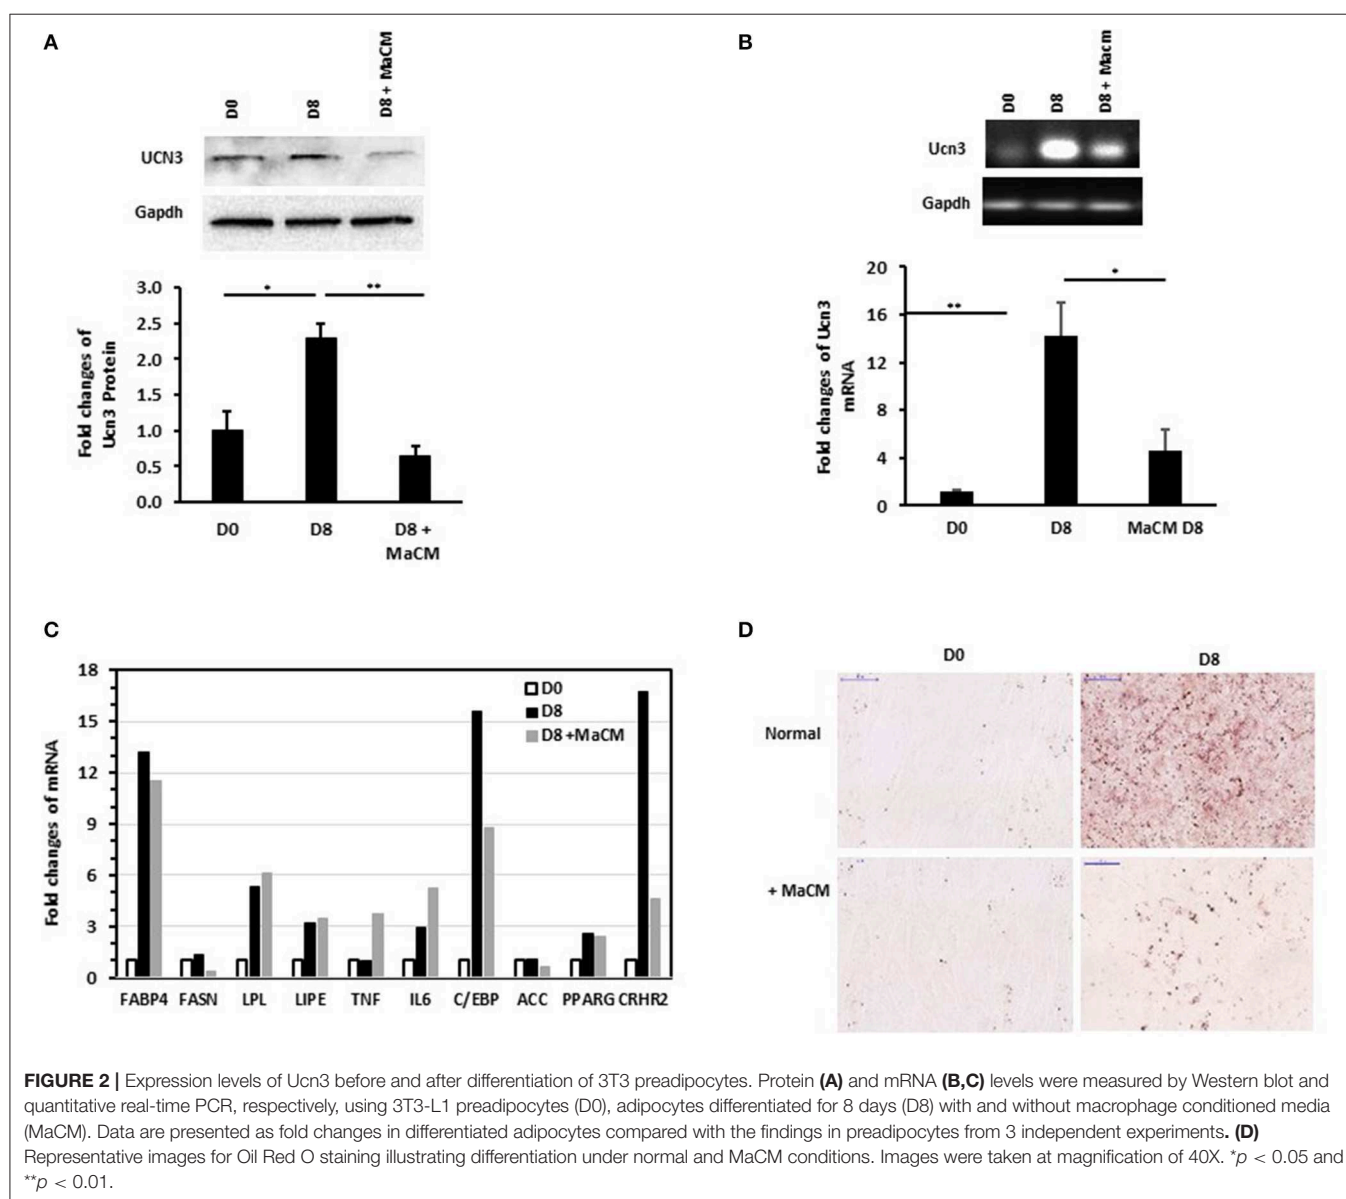 A
D0
D8
D8 + MaCM
UCN3
Gapdh
Fold changes of
Ucn3 Protein
3.0
2.5
2.0
1.5
1.0
0.5
0.0
*
**
D0
D8
D8 +
MaCM
B
D0
D8
D8+ Macm
Ucn3
Gapdh
Fold changes of Ucn3
mRNA
20
16
12
8
4
0
**
*
D0
D8
MaCM D8
C
Fold changes of mRNA
18
15
12
9
6
3
0
D0
D8
D8 +MaCM
FABP4 FASN LPL LIPE TNF IL6 C/EBP ACC PPARG CRHR2
D
D0
D8
Normal
+ MaCM
FIGURE 2 | Expression levels of Ucn3 before and after differentiation of 3T3 preadipocytes. Protein (A) and mRNA (B,C) levels were measured by Western blot and
quantitative real-time PCR, respectively, using 3T3-L1 preadipocytes (D0), adipocytes differentiated for 8 days (D8) with and without macrophage conditioned media
(MaCM). Data are presented as fold changes in differentiated adipocytes compared with the findings in preadipocytes from 3 independent experiments. (D)
Representative images for Oil Red O staining illustrating differentiation under normal and MaCM conditions. Images were taken at magnification of 40X. *p < 0.05 and
**p < 0.01.